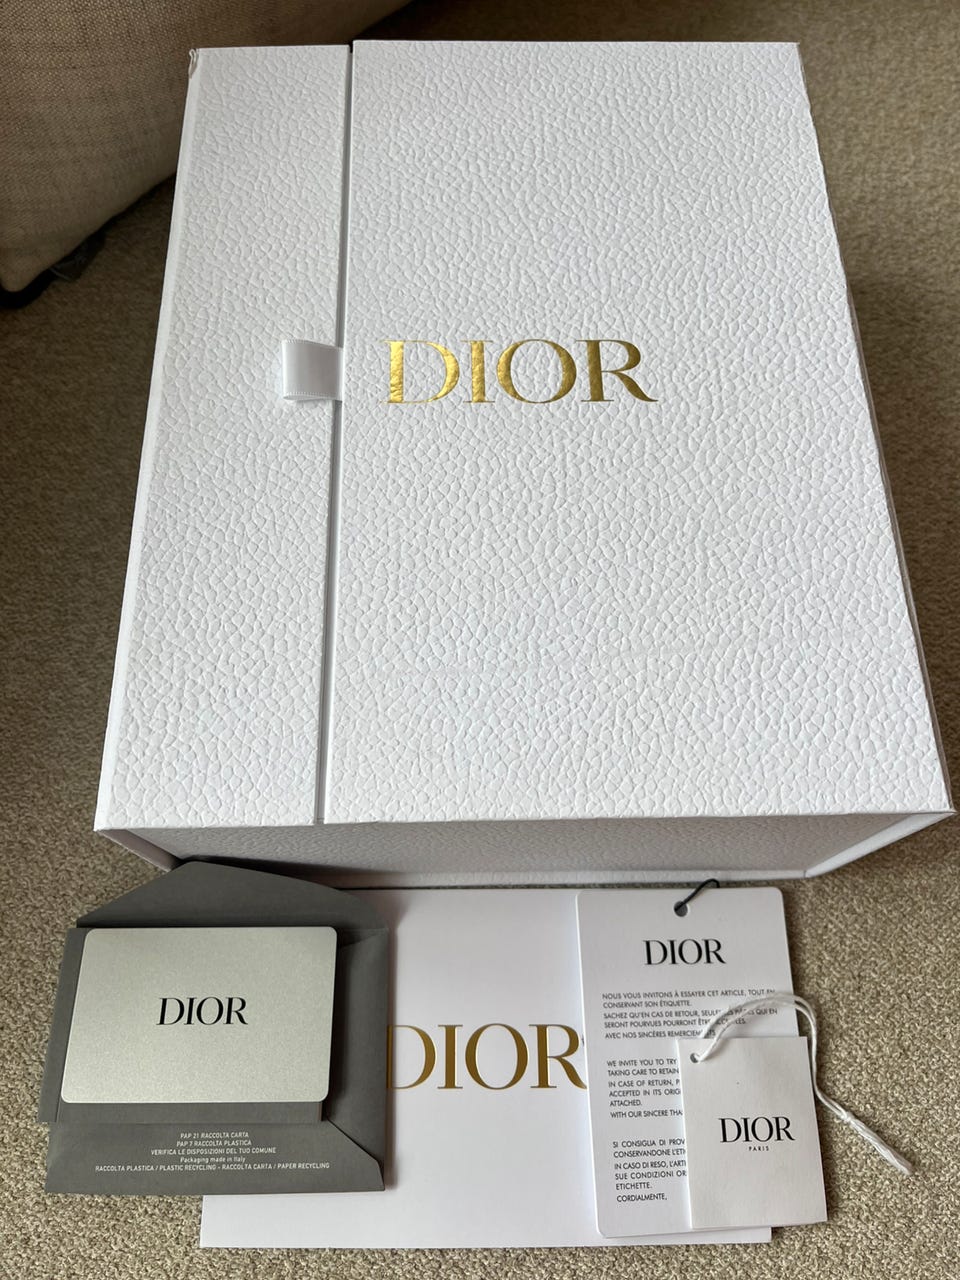 DIOR
DIOR
PAP 21 RACCOLTA CARTA
PAP 7 RACCOLTA PLASTICA
VERIFICA LE DISPOSIZIONI DEL TUO COMUNE
Packaging made in Italy
RACCOLTA PLASTICA / PLASTIC RECYCLING - RACCOLTA CARTA / PAPER RECYCLING
DIOR
DIOR
NOUS VOUS INVITONS À ESSAYER CET ARTICLE, TOUT EN
CONSERVANT SON ÉTIQUETTE.
SACHEZ QU'EN CAS DE RETOUR, QUI EN
SERONT POURVUES POURRONT
AVEC NOS SINCÈRES
WE INVITE YOU TO TRY
TAKING CARE TO RETAIN
IN CASE OF RETURN,
ACCEPTED IN ITS
ATTACHED.
WITH OUR SINCERE
SI CONSIGLIA DI
CONSERVANDONE
IN CASO DI RESO,
SUE CONDIZIONI
ETICHETTE.
CORDIALMENTE,
DIOR
PARIS